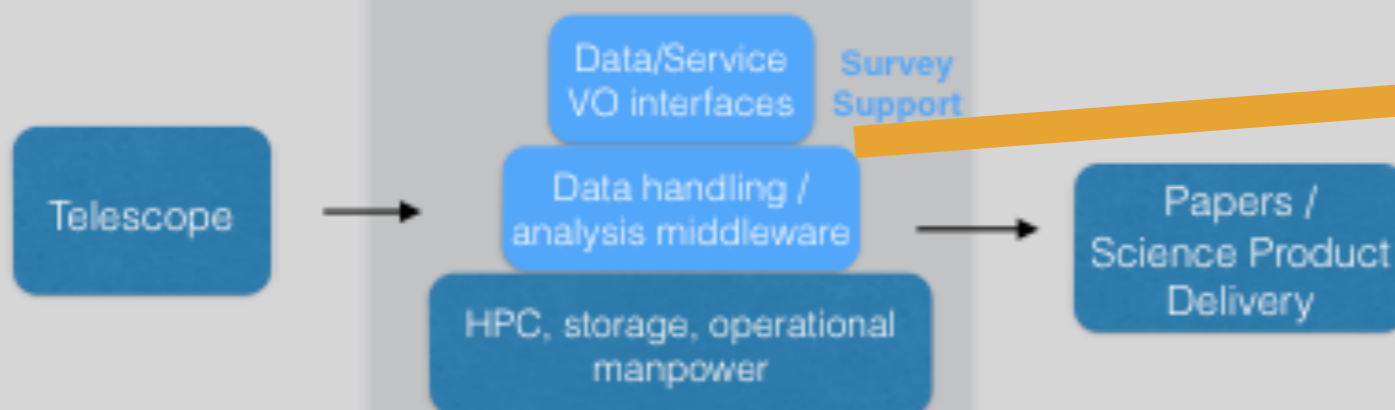 Data/Service
VO interfaces
Survey
Support
Telescope
Data handling /
analysis middleware
Papers /
Science Product
Delivery
HPC, storage, operational
manpower